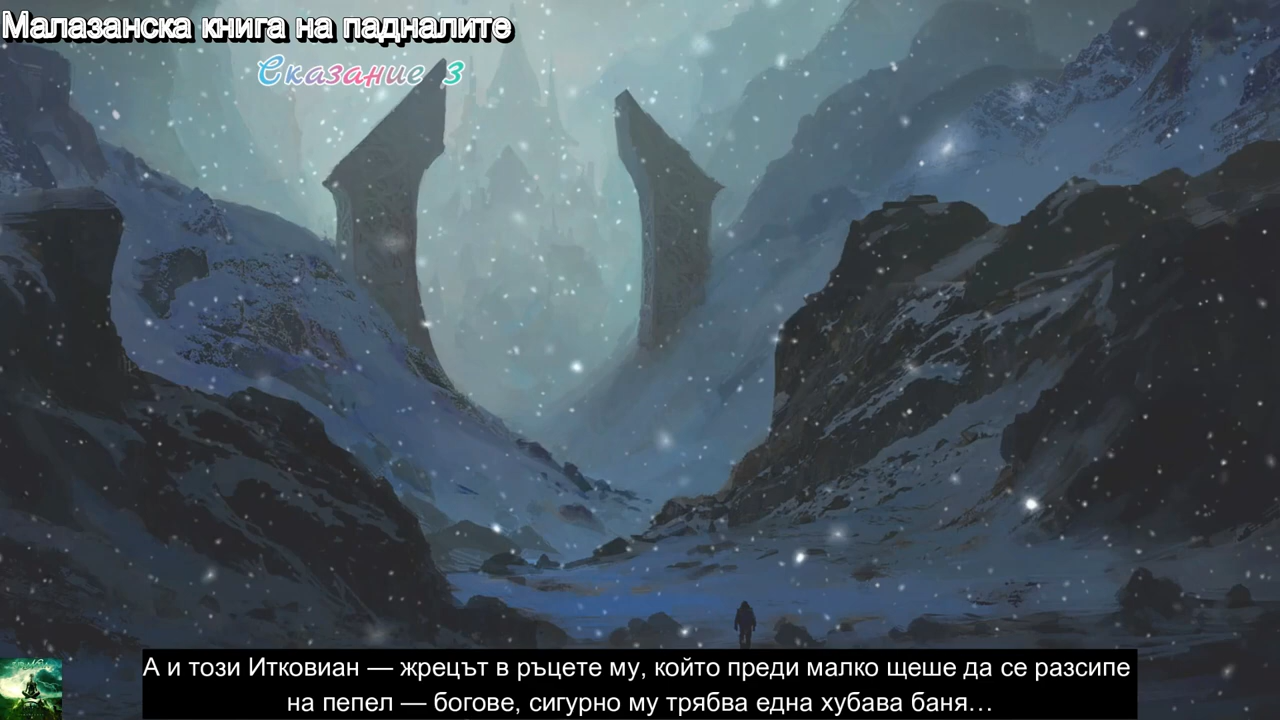 Малазанска книга на падналите
Сказание 3
А и този Итковиан — жрецът в ръцете му, който преди малко щеше да се разсипе
на пепел — богове, сигурно му трябва една хубава баня…